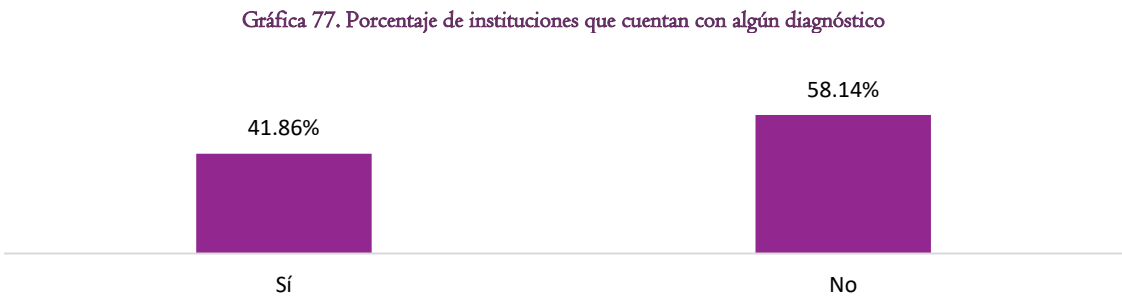 Gráfica 77. Porcentaje de instituciones que cuentan con algún diagnóstico
58.14%
41.86%
Sí
No